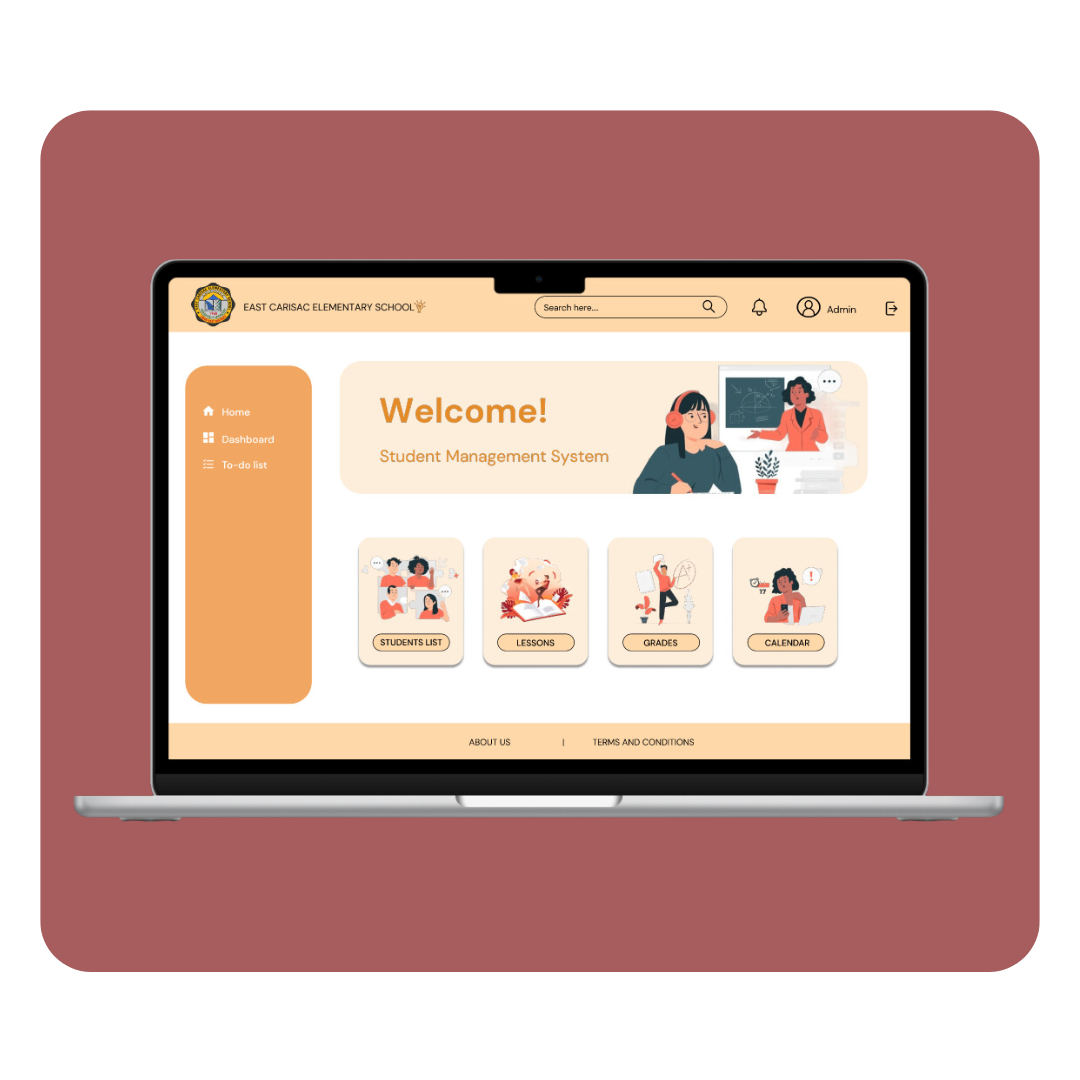 EAST CARISAC ELEMENTARY SCHOOL
Search here...
Admin
Home
Dashboard
To-do list
Welcome!
Student Management System
17
A+
STUDENTS LIST
LESSONS
GRADES
CALENDAR
ABOUT US | TERMS AND CONDITIONS